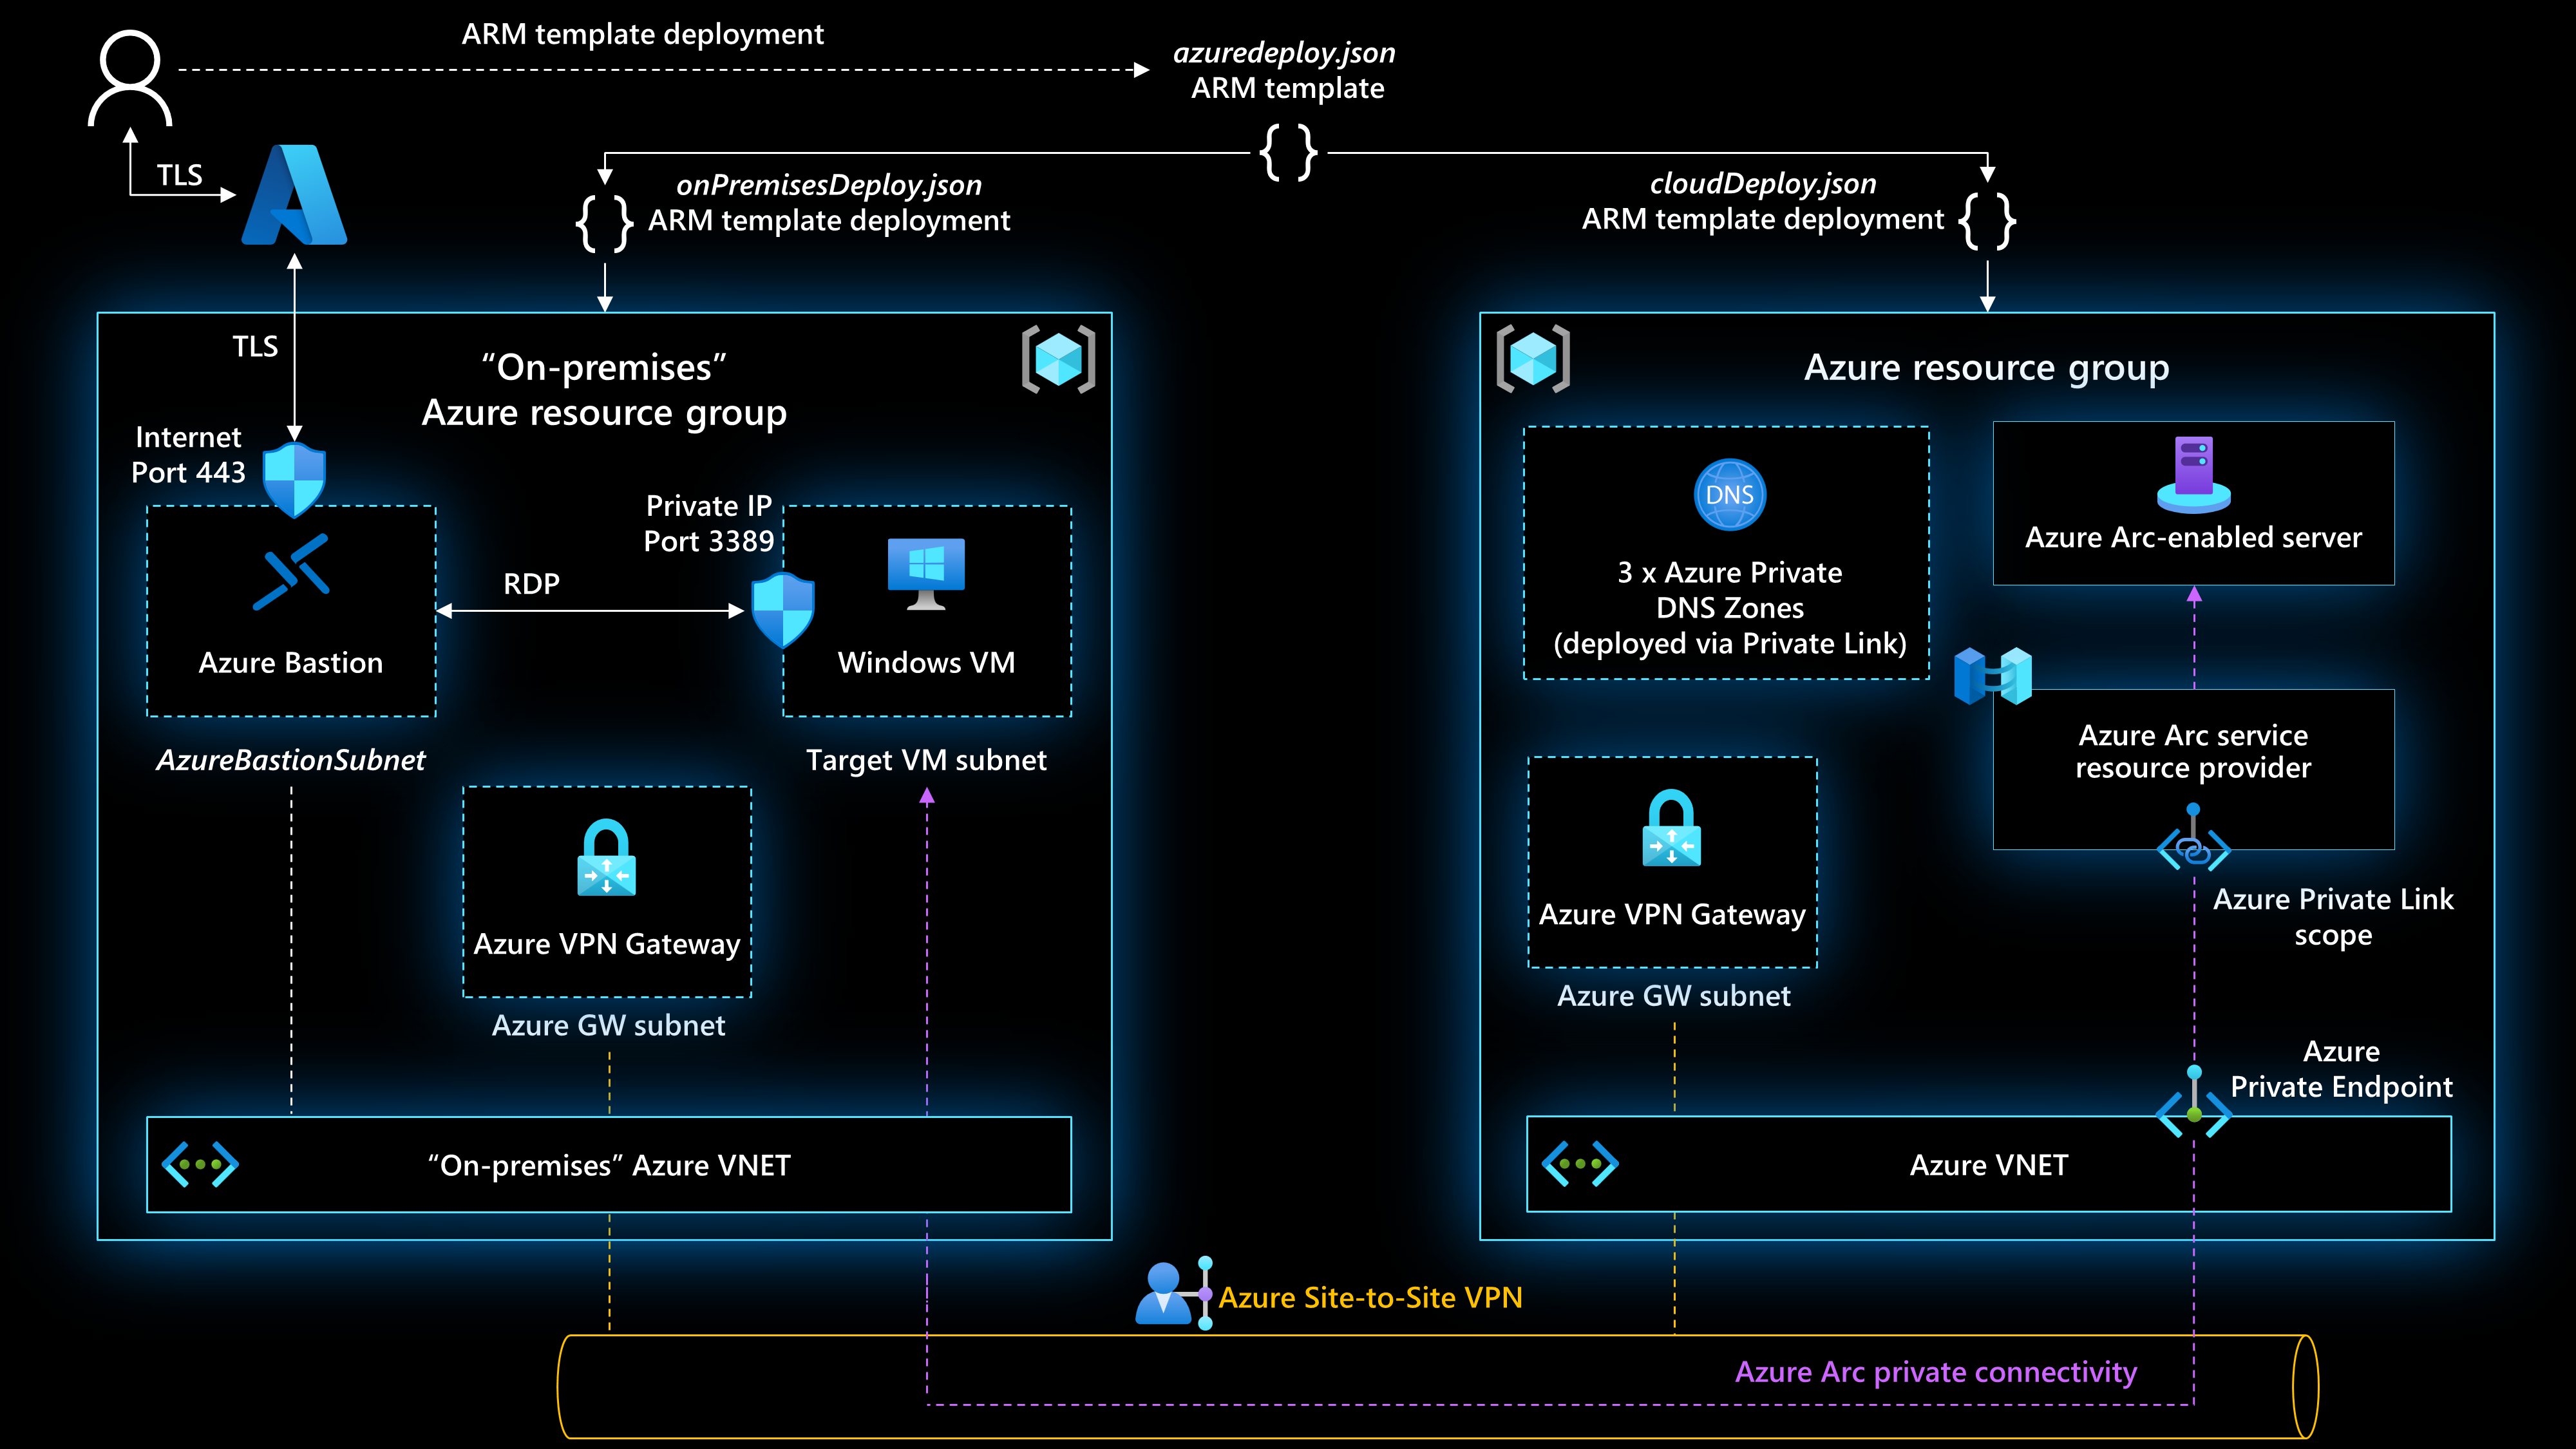 ARM template deployment
azuredeploy.json
ARM template
{ }
TLS
{ }
onPremisesDeploy.json
ARM template deployment
cloudDeploy.json
ARM template deployment
{ }
TLS
“On-premises”
Azure resource group
Internet
Port 443
Private IP
Port 3389
RDP
Azure Bastion
Windows VM
AzureBastionSubnet
Target VM subnet
Azure VPN Gateway
Azure GW subnet
“On-premises” Azure VNET
Azure resource group
DNS
3 x Azure Private
DNS Zones
(deployed via Private Link)
Azure Arc-enabled server
Azure Arc service
resource provider
Azure VPN Gateway
Azure GW subnet
Azure Private Link
scope
Azure
Private Endpoint
Azure VNET
Azure Site-to-Site VPN
Azure Arc private connectivity